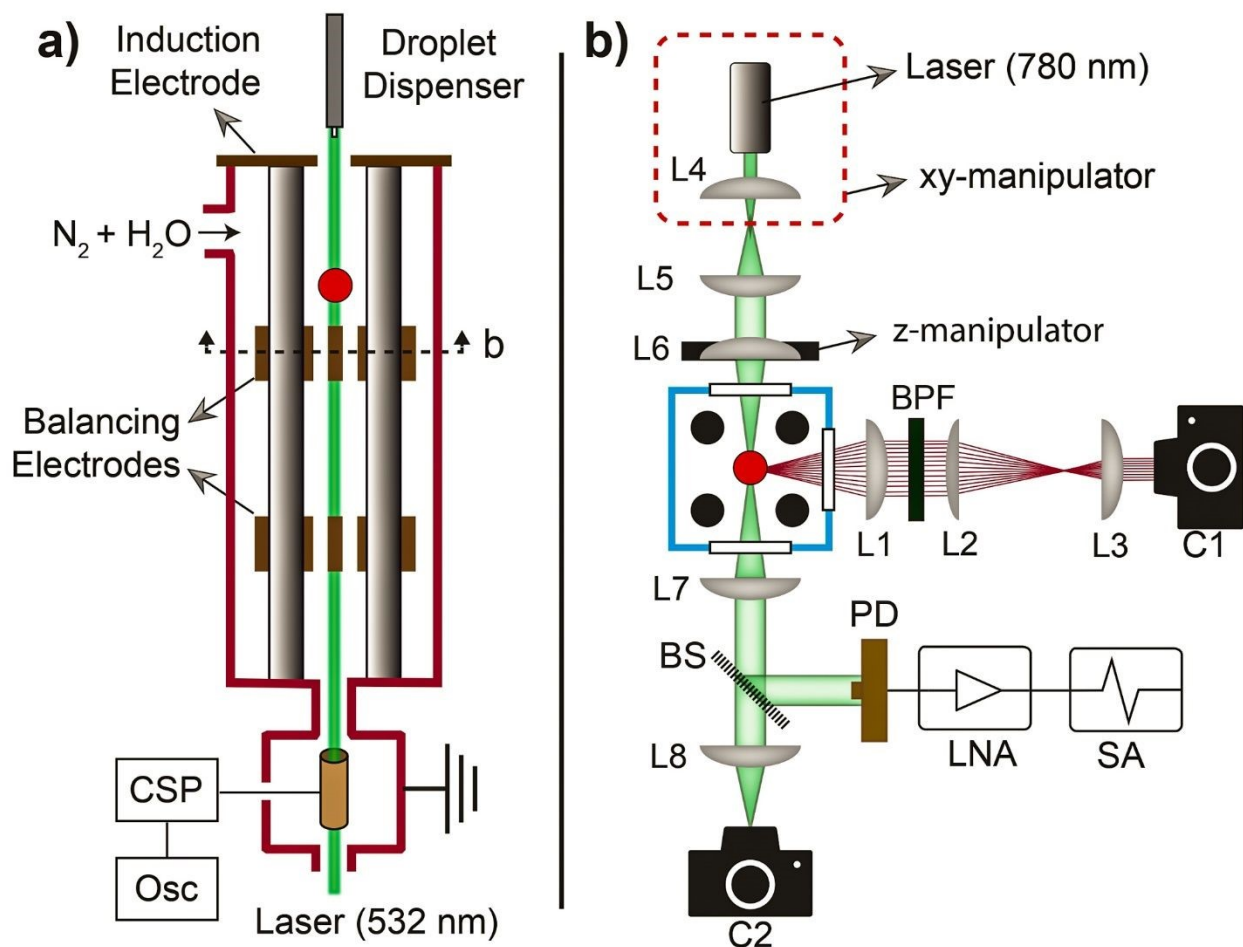 a)
Induction
Electrode
Droplet
Dispenser
N₂ + H₂O
b
Balancing
Electrodes
CSP
Osc
Laser (532 nm)
b)
Laser (780 nm)
L4
xy-manipulator
L5
L6
z-manipulator
BPF
L1
L2
L3
C1
L7
PD
BS
LNA
SA
L8
C2